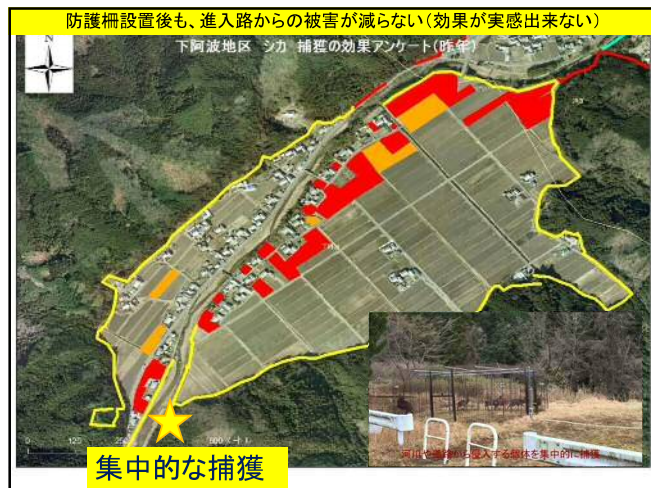 防護柵設置後も、進入路からの被害が減らない(効果が実感出来ない)
下阿波地区 シカ 捕獲の効果アンケート(昨年)
N
0 120
集中的な捕獲
河川や道路から侵入する個体を集中的に捕獲